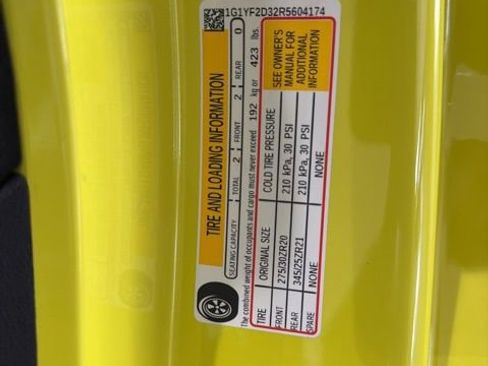 1G1YF2D32R5604174
TIRE AND LOADING INFORMATION
SEATING CAPACITY TOTAL 2 FRONT 2 REAR 0
The combined weight of occupants and cargo must never exceed 192 kg or 423 lbs.
TIRE ORIGINAL SIZE COLD TIRE PRESSURE
FRONT 275/30ZR20 210 kPa, 30 PSI
REAR 345/25ZR21 210 kPa, 30 PSI
SPARE NONE NONE
SEE OWNER'S
MANUAL FOR
ADDITIONAL
INFORMATION